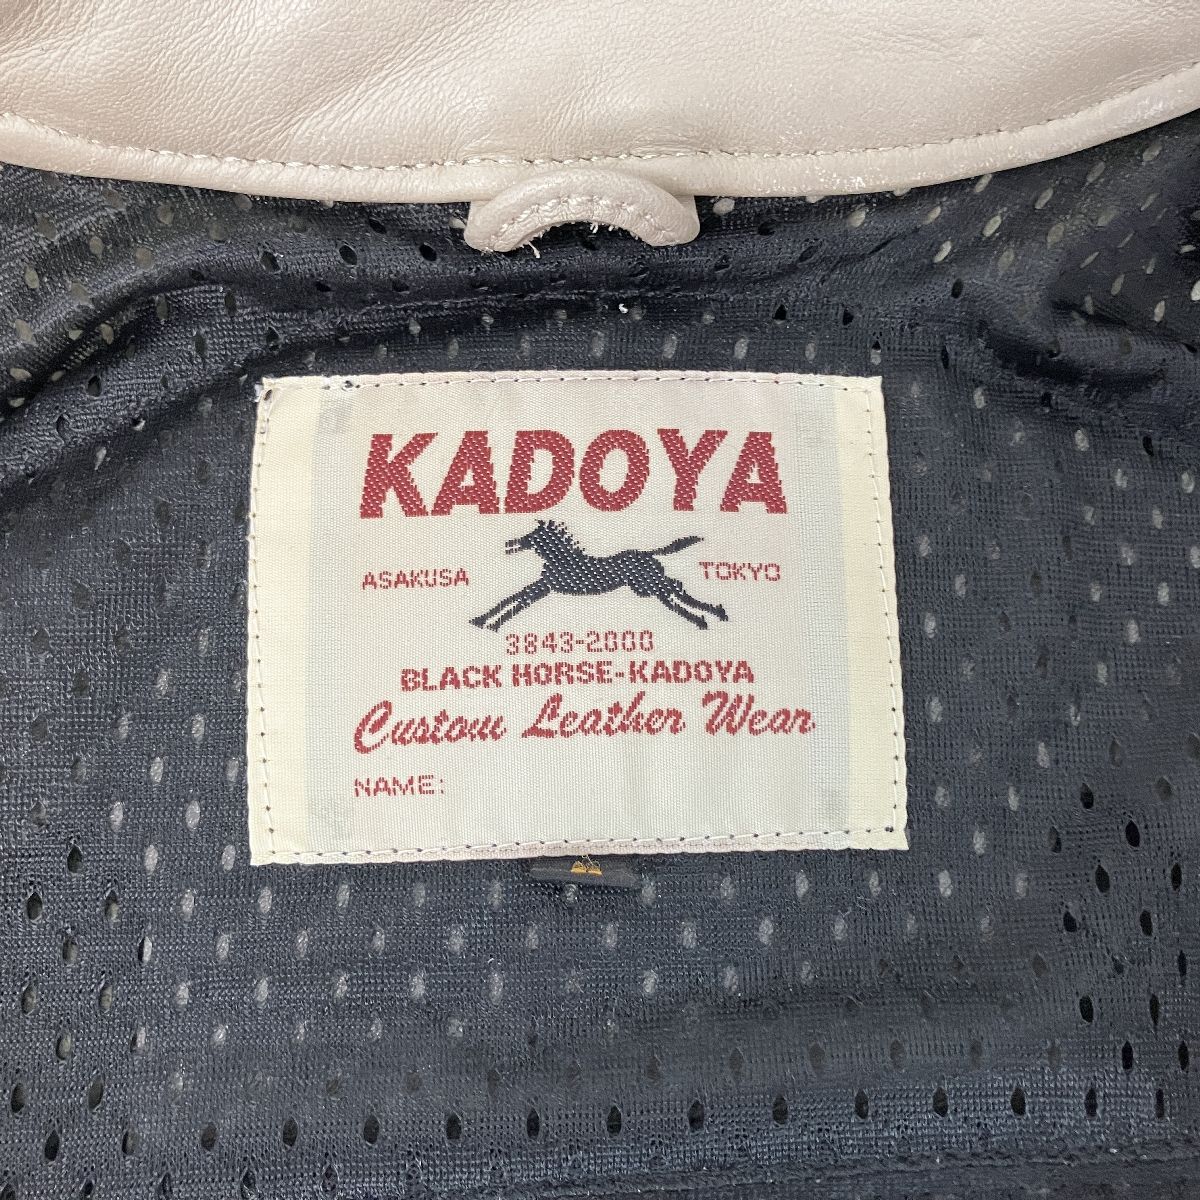 KADOYA
ASAKUSA TOKYO
3843-2000
BLACK HORSE-KADOYA
Custom Leather Wear
NAME: